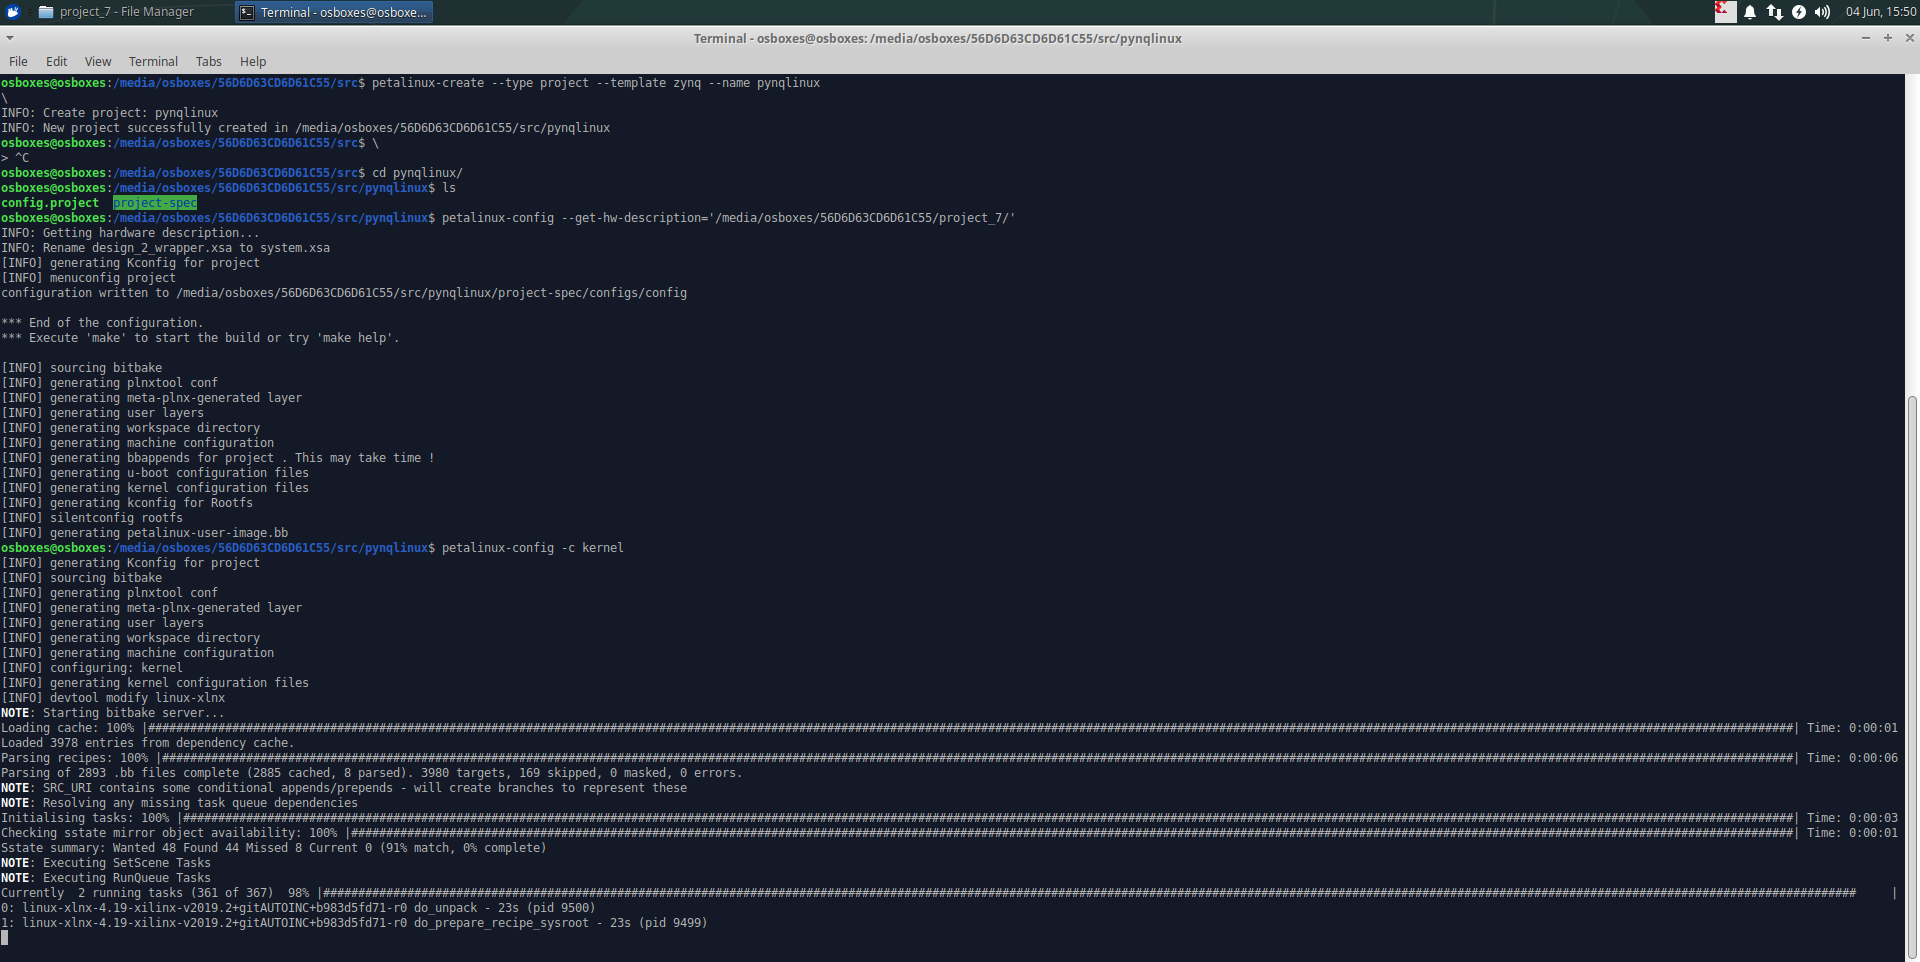 project_7 - File Manager
Terminal - osboxes@osboxe...
04 Jun, 15:50
Terminal - osboxes@osboxes: /media/osboxes/56D6D63CD6D61C55/src/pynqlinux
File Edit View Terminal Tabs Help
osboxes@osboxes:/media/osboxes/56D6D63CD6D61C55/src$ petalinux-create --type project --template zynq --name pynqlinux
\
INFO: Create project: pynqlinux
INFO: New project successfully created in /media/osboxes/56D6D63CD6D61C55/src/pynqlinux
osboxes@osboxes:/media/osboxes/56D6D63CD6D61C55/src$ \
> ^C
osboxes@osboxes:/media/osboxes/56D6D63CD6D61C55/src$ cd pynqlinux/
osboxes@osboxes:/media/osboxes/56D6D63CD6D61C55/src/pynqlinux$ ls
config.project  project-spec
osboxes@osboxes:/media/osboxes/56D6D63CD6D61C55/src/pynqlinux$ petalinux-config --get-hw-description='/media/osboxes/56D6D63CD6D61C55/project_7/'
INFO: Getting hardware description...
INFO: Rename design_2_wrapper.xsa to system.xsa
[INFO] generating Kconfig for project
[INFO] menuconfig project
configuration written to /media/osboxes/56D6D63CD6D61C55/src/pynqlinux/project-spec/configs/config
*** End of the configuration.
*** Execute 'make' to start the build or try 'make help'.
[INFO] sourcing bitbake
[INFO] generating plnxtool conf
[INFO] generating meta-plnx-generated layer
[INFO] generating user layers
[INFO] generating workspace directory
[INFO] generating machine configuration
[INFO] generating bbappends for project . This may take time !
[INFO] generating u-boot configuration files
[INFO] generating kernel configuration files
[INFO] generating kconfig for Rootfs
[INFO] silentconfig rootfs
[INFO] generating petalinux-user-image.bb
osboxes@osboxes:/media/osboxes/56D6D63CD6D61C55/src/pynqlinux$ petalinux-config -c kernel
[INFO] generating Kconfig for project
[INFO] sourcing bitbake
[INFO] generating plnxtool conf
[INFO] generating meta-plnx-generated layer
[INFO] generating user layers
[INFO] generating workspace directory
[INFO] generating machine configuration
[INFO] configuring: kernel
[INFO] generating kernel configuration files
[INFO] devtool modify linux-xlnx
NOTE: Starting bitbake server...
Loading cache: 100% |####################| Time: 0:00:01
Loaded 3978 entries from dependency cache.
Parsing recipes: 100% |####################| Time: 0:00:06
Parsing of 2893 .bb files complete (2885 cached, 8 parsed). 3980 targets, 169 skipped, 0 masked, 0 errors.
NOTE: SRC_URI contains some conditional appends/prepends - will create branches to represent these
NOTE: Resolving any missing task queue dependencies
Initialising tasks: 100% |####################| Time: 0:00:03
Checking sstate mirror object availability: 100% |####################| Time: 0:00:01
Sstate summary: Wanted 48 Found 44 Missed 8 Current 0 (91% match, 0% complete)
NOTE: Executing SetScene Tasks
NOTE: Executing RunQueue Tasks
Currently  2 running tasks (361 of 367)  98% |#################### |
0: linux-xlnx-4.19-xilinx-v2019.2+gitAUTOINC+b983d5fd71-r0 do_unpack - 23s (pid 9500)
1: linux-xlnx-4.19-xilinx-v2019.2+gitAUTOINC+b983d5fd71-r0 do_prepare_recipe_sysroot - 23s (pid 9499)